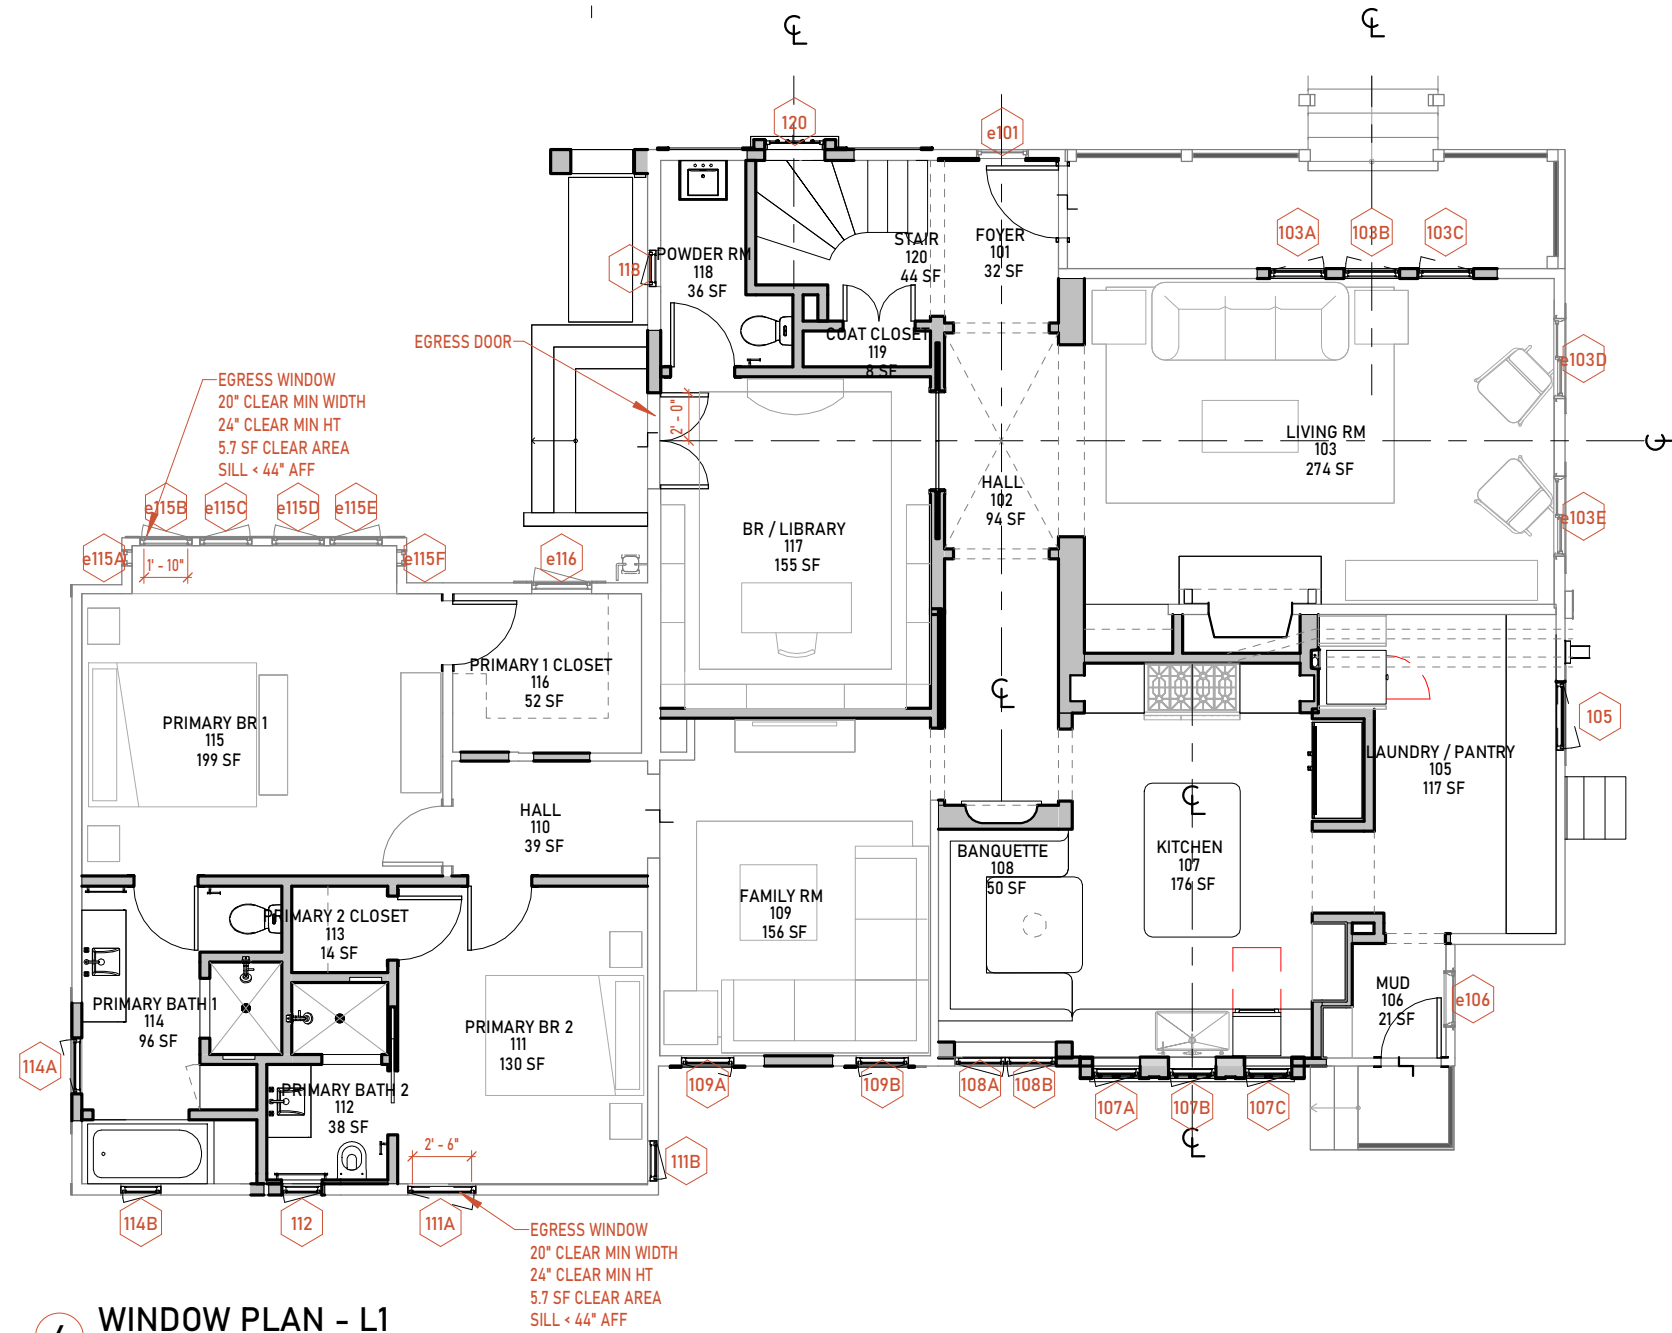 ℄
℄
120
e101
103A
103B
103C
STAIR
120
44 SF
FOYER
101
32 SF
POWDER RM
118
36 SF
118
EGRESS DOOR
COAT CLOSET
119
8 SF
e103D
EGRESS WINDOW
20" CLEAR MIN WIDTH
24" CLEAR MIN HT
5.7 SF CLEAR AREA
SILL < 44" AFF
2' - 0"
LIVING RM
103
274 SF
℄
HALL
102
94 SF
e115B
e115C
e115D
e115E
e103E
BR / LIBRARY
117
155 SF
e115A
1' - 10"
e115F
e116
PRIMARY 1 CLOSET
116
52 SF
℄
PRIMARY BR 1
115
199 SF
105
LAUNDRY / PANTRY
105
117 SF
℄
HALL
110
39 SF
BANQUETTE
108
50 SF
KITCHEN
107
176 SF
FAMILY RM
109
156 SF
PRIMARY 2 CLOSET
113
14 SF
MUD
106
21 SF
e106
PRIMARY BATH 1
114
96 SF
PRIMARY BR 2
111
130 SF
114A
109A
109B
108A
108B
107A
107B
107C
PRIMARY BATH 2
112
38 SF
℄
2' - 6"
111B
114B
112
111A
EGRESS WINDOW
20" CLEAR MIN WIDTH
24" CLEAR MIN HT
5.7 SF CLEAR AREA
SILL < 44" AFF
WINDOW PLAN - L1